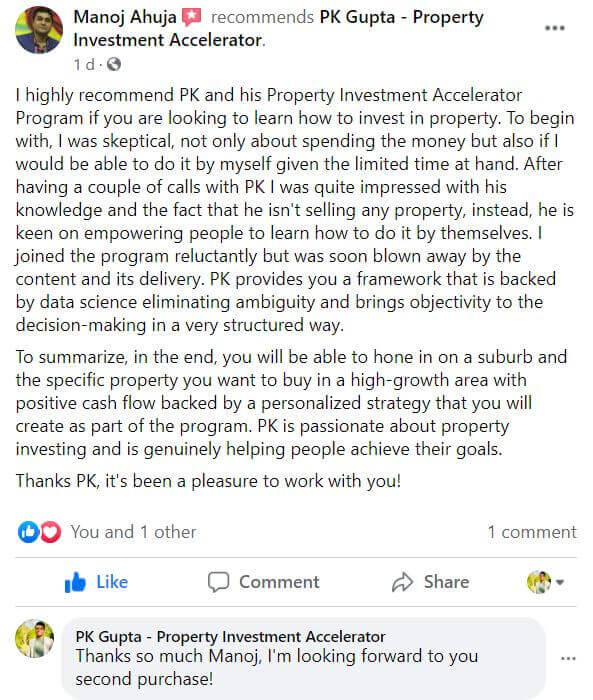 Manoj Ahuja recommends PK Gupta - Property
Investment Accelerator.
1 d ·
I highly recommend PK and his Property Investment Accelerator
Program if you are looking to learn how to invest in property. To begin
with, I was skeptical, not only about spending the money but also if I
would be able to do it by myself given the limited time at hand. After
having a couple of calls with PK I was quite impressed with his
knowledge and the fact that he isn't selling any property, instead, he is
keen on empowering people to learn how to do it by themselves. I
joined the program reluctantly but was soon blown away by the
content and its delivery. PK provides you a framework that is backed
by data science eliminating ambiguity and brings objectivity to the
decision-making in a very structured way.
To summarize, in the end, you will be able to hone in on a suburb and
the specific property you want to buy in a high-growth area with
positive cash flow backed by a personalized strategy that you will
create as part of the program. PK is passionate about property
investing and is genuinely helping people achieve their goals.
Thanks PK, it's been a pleasure to work with you!
You and 1 other 1 comment
Like Comment Share
PK Gupta - Property Investment Accelerator
Thanks so much Manoj, I'm looking forward to you
second purchase!